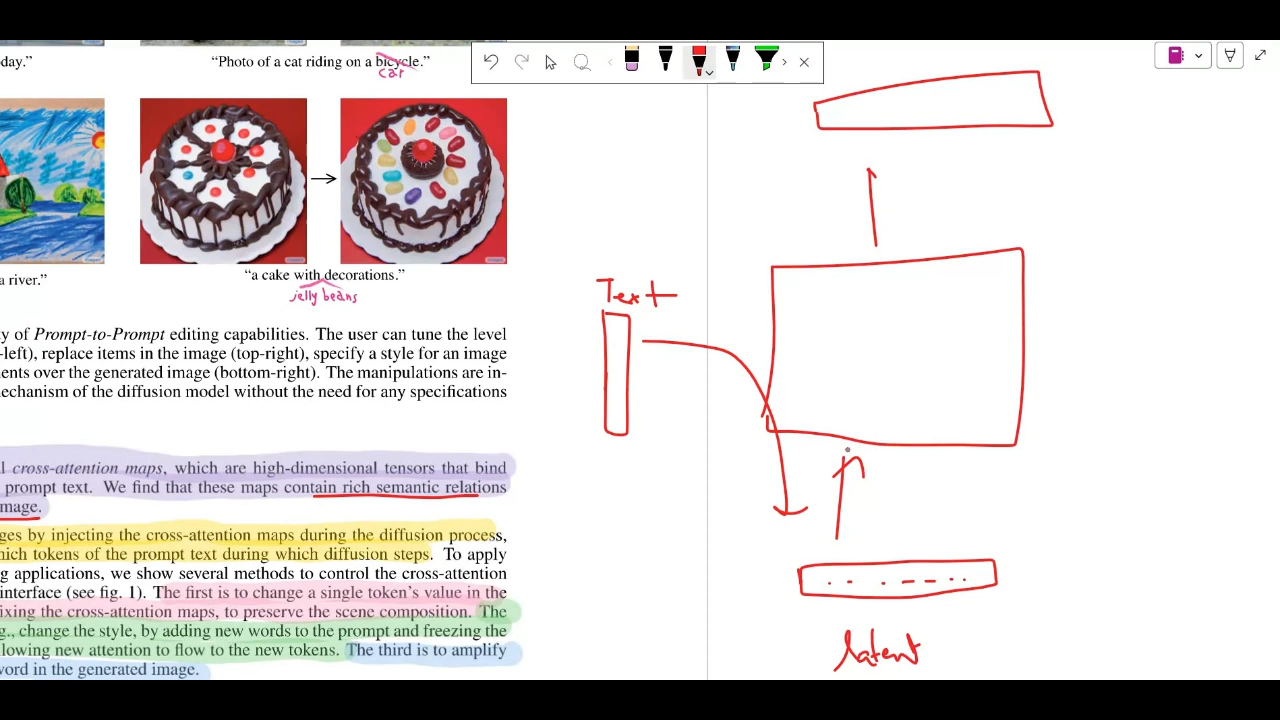 day."
"Photo of a cat riding on a bicycle."
car
a river."
"a cake with decorations."
jelly beans
ty of Prompt-to-Prompt editing capabilities. The user can tune the level
-left), replace items in the image (top-right), specify a style for an image
ents over the generated image (bottom-right). The manipulations are in-
echanism of the diffusion model without the need for any specifications
l cross-attention maps, which are high-dimensional tensors that bind
prompt text. We find that these maps contain rich semantic relations
mage.
ges by injecting the cross-attention maps during the diffusion process,
hich tokens of the prompt text during which diffusion steps. To apply
g applications, we show several methods to control the cross-attention
interface (see fig. 1). The first is to change a single token's value in the
ixing the cross-attention maps, to preserve the scene composition. The
g., change the style, by adding new words to the prompt and freezing the
llowing new attention to flow to the new tokens. The third is to amplify
word in the generated image.
Text
latent